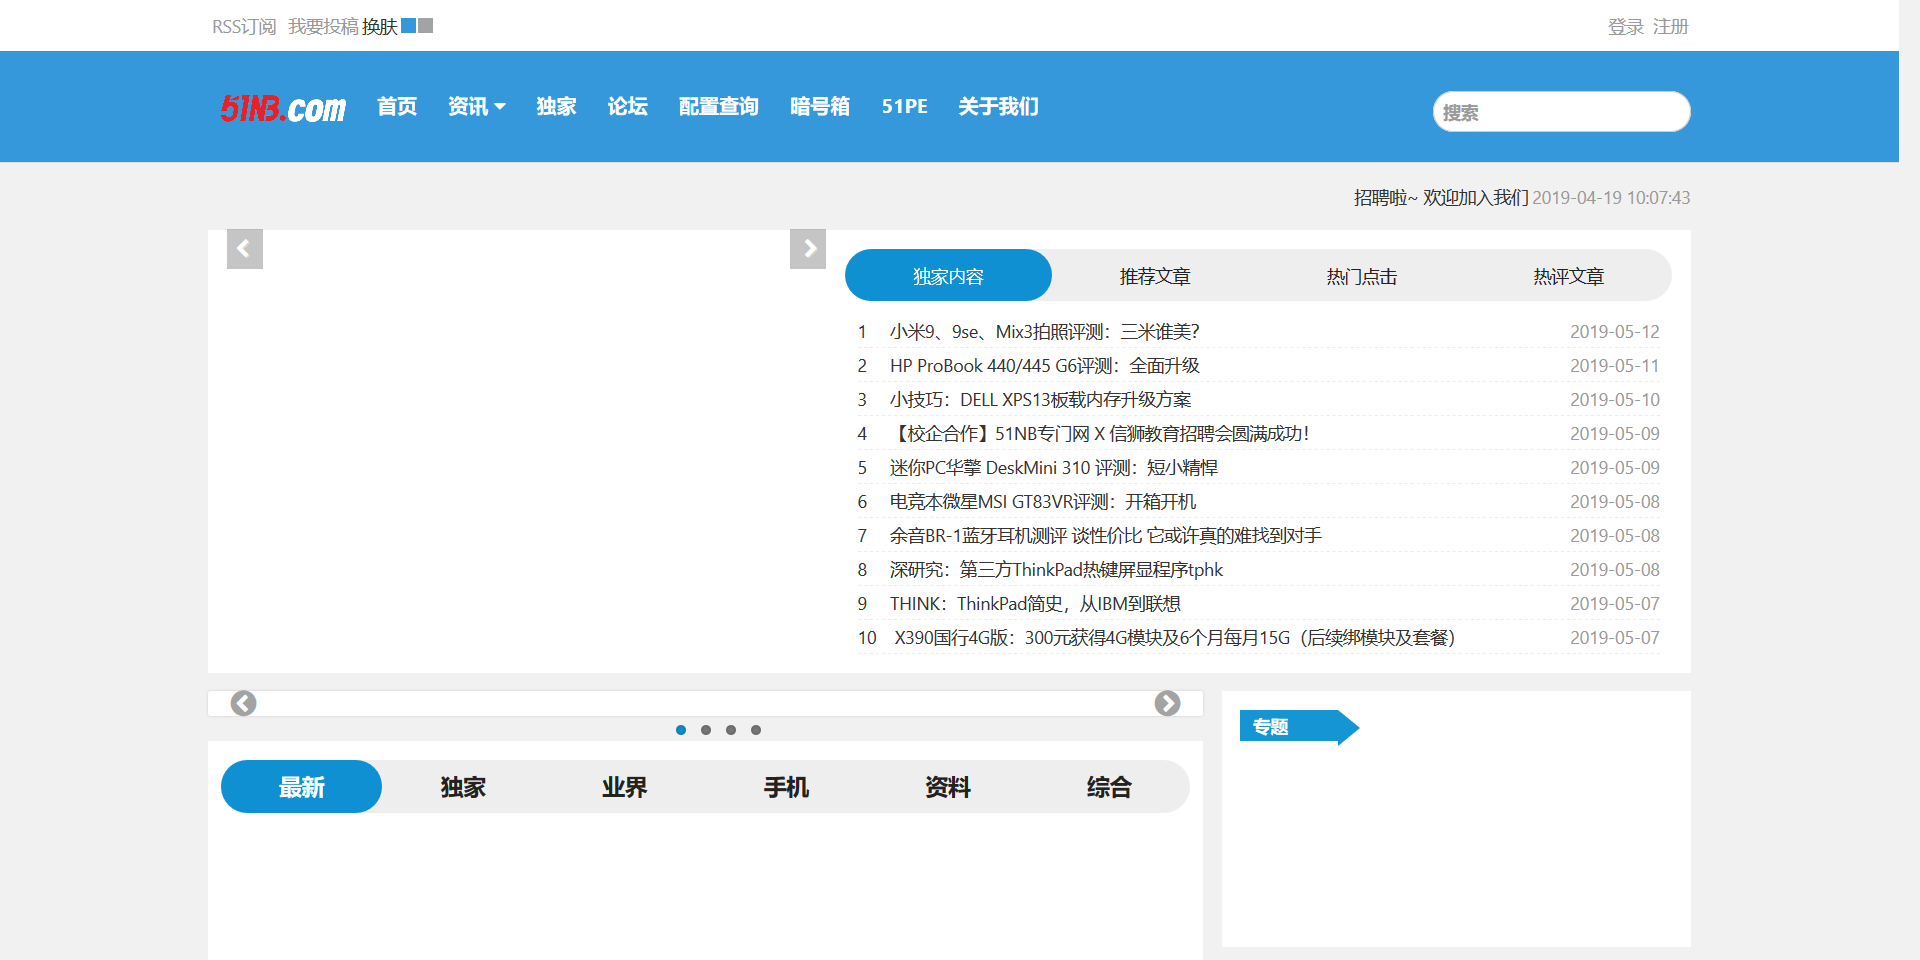 RSS订阅 我要投稿 换肤 登录 注册
51NB.com 首页 资讯 独家 论坛 配置查询 暗号箱 51PE 关于我们 搜索
招聘啦~ 欢迎加入我们 2019-04-19 10:07:43
独家内容 推荐文章 热门点击 热评文章
1 小米9、9se、Mix3拍照评测：三米谁美? 2019-05-12
2 HP ProBook 440/445 G6评测：全面升级 2019-05-11
3 小技巧：DELL XPS13板载内存升级方案 2019-05-10
4 【校企合作】51NB专门网 X 信狮教育招聘会圆满成功！ 2019-05-09
5 迷你PC华擎 DeskMini 310 评测：短小精悍 2019-05-09
6 电竞本微星MSI GT83VR评测：开箱开机 2019-05-08
7 余音BR-1蓝牙耳机测评 谈性价比 它或许真的难找到对手 2019-05-08
8 深研究：第三方ThinkPad热键屏显程序tphk 2019-05-08
9 THINK：ThinkPad简史，从IBM到联想 2019-05-07
10 X390国行4G版：300元获得4G模块及6个月每月15G（后续绑模块及套餐） 2019-05-07
专题
最新 独家 业界 手机 资料 综合